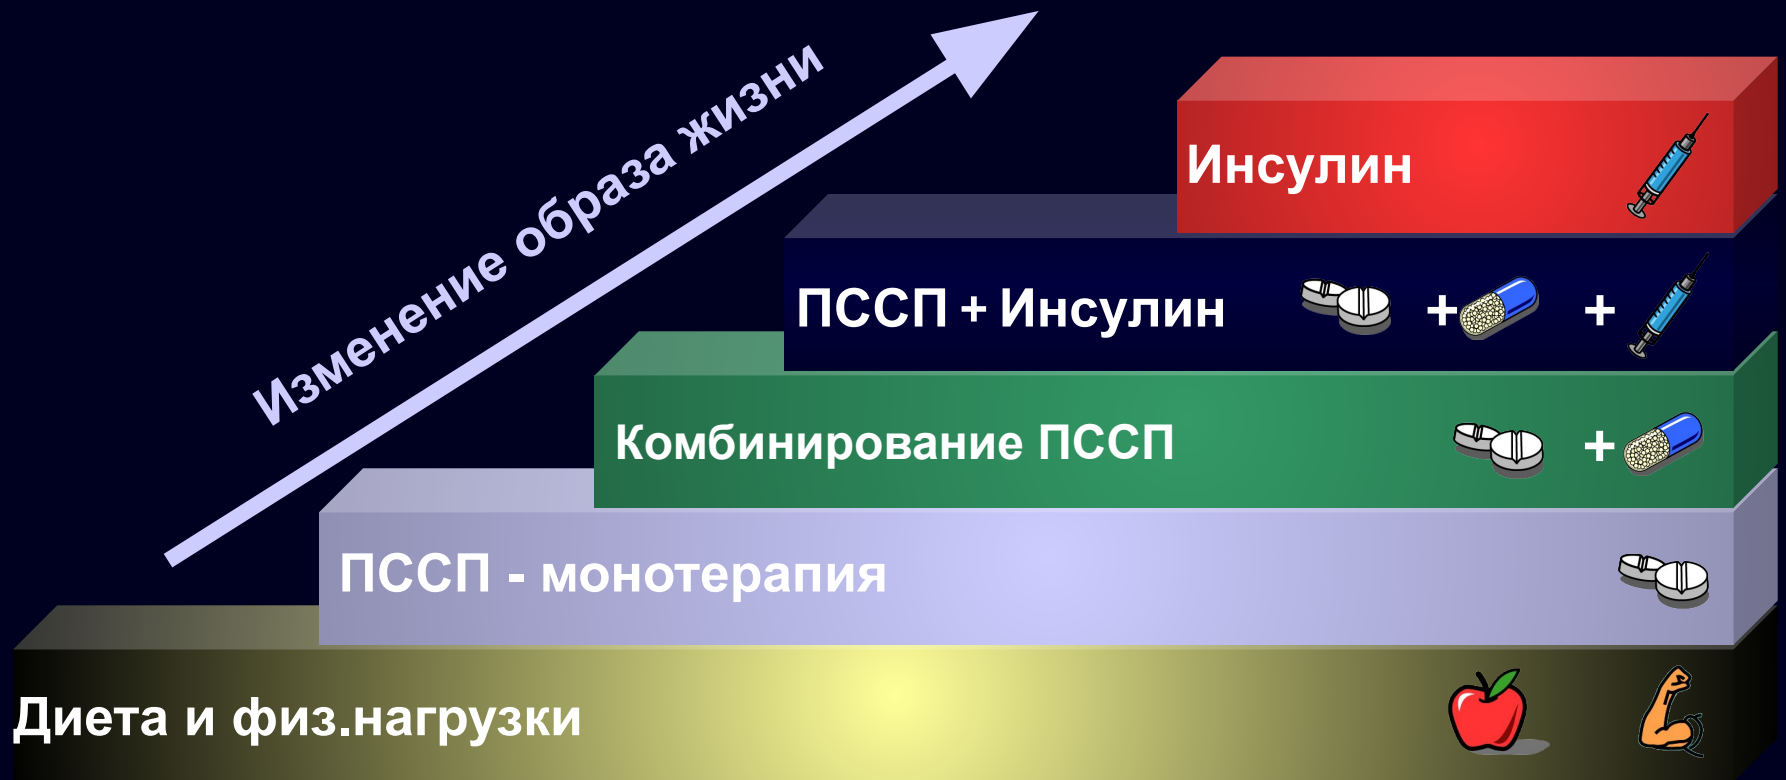 Изменение образа жизни
Инсулин
ПССП + Инсулин + +
Комбинирование ПССП +
ПССП - монотерапия
Диета и физ.нагрузки